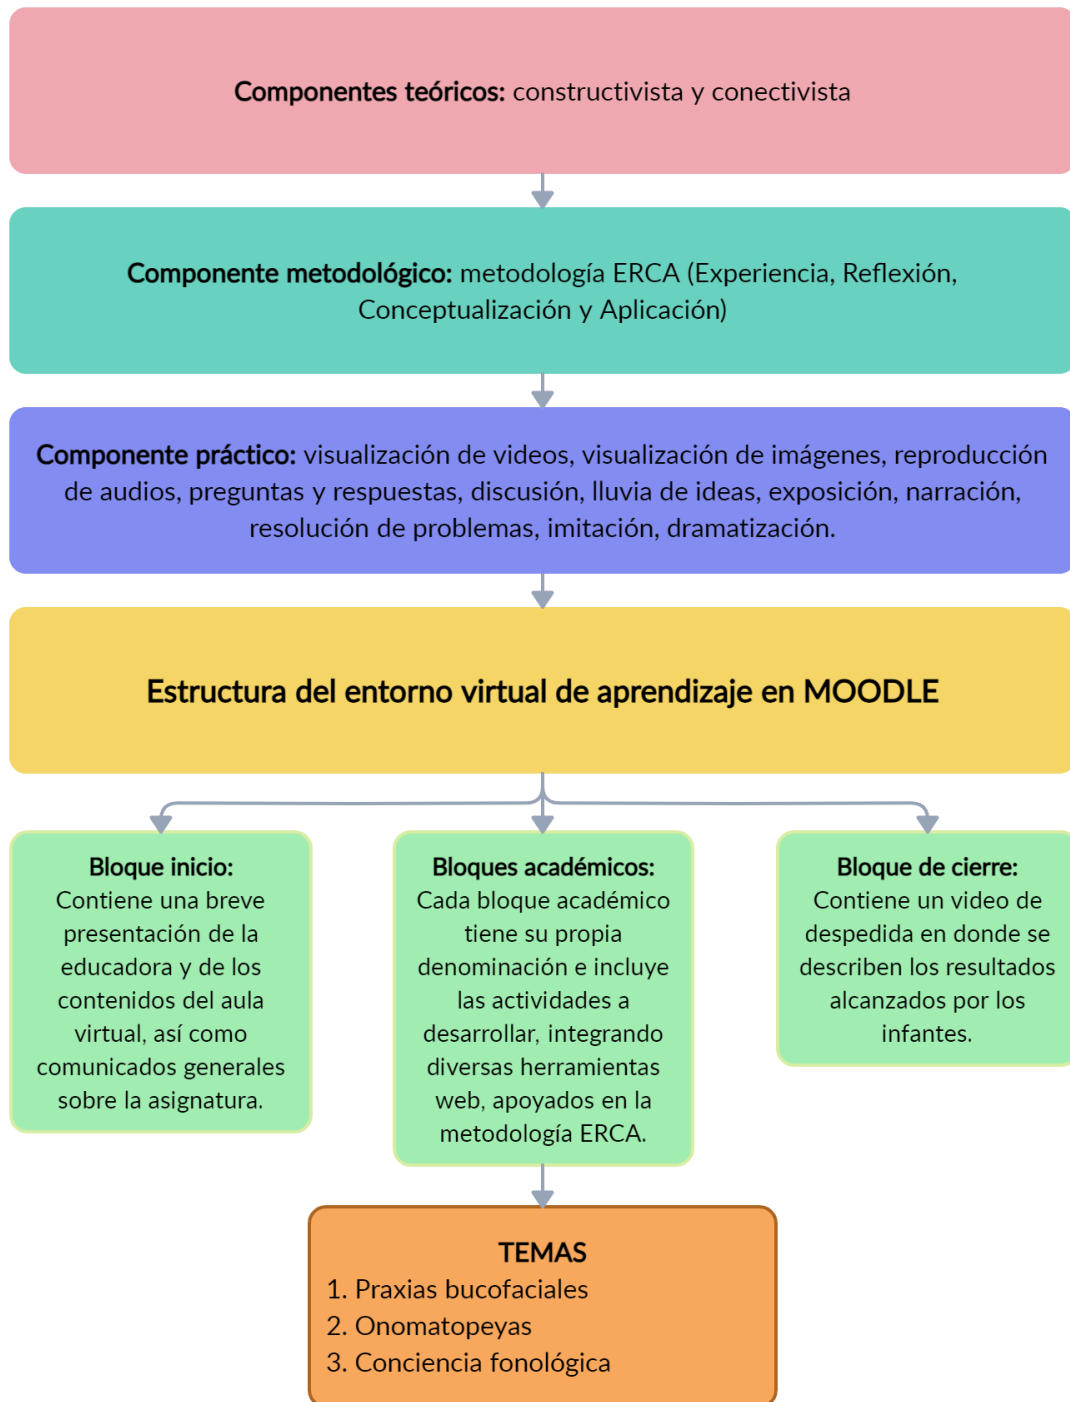 Componentes teóricos: constructivista y conectivista
Componente metodológico: metodología ERCA (Experiencia, Reflexión,
Conceptualización y Aplicación)
Componente práctico: visualización de videos, visualización de imágenes, reproducción
de audios, preguntas y respuestas, discusión, lluvia de ideas, exposición, narración,
resolución de problemas, imitación, dramatización.
Estructura del entorno virtual de aprendizaje en MOODLE
Bloque inicio:
Contiene una breve
presentación de la
educadora y de los
contenidos del aula
virtual, así como
comunicados generales
sobre la asignatura.
Bloques académicos:
Cada bloque académico
tiene su propia
denominación e incluye
las actividades a
desarrollar, integrando
diversas herramientas
web, apoyados en la
metodología ERCA.
Bloque de cierre:
Contiene un video de
despedida en donde se
describen los resultados
alcanzados por los
infantes.
TEMAS
1. Praxias bucofaciales
2. Onomatopeyas
3. Conciencia fonológica